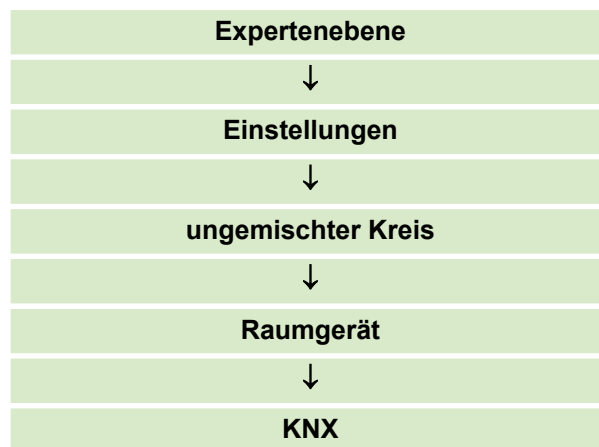 Expertenebene
↓
Einstellungen
↓
ungemischter Kreis
↓
Raumgerät
↓
KNX